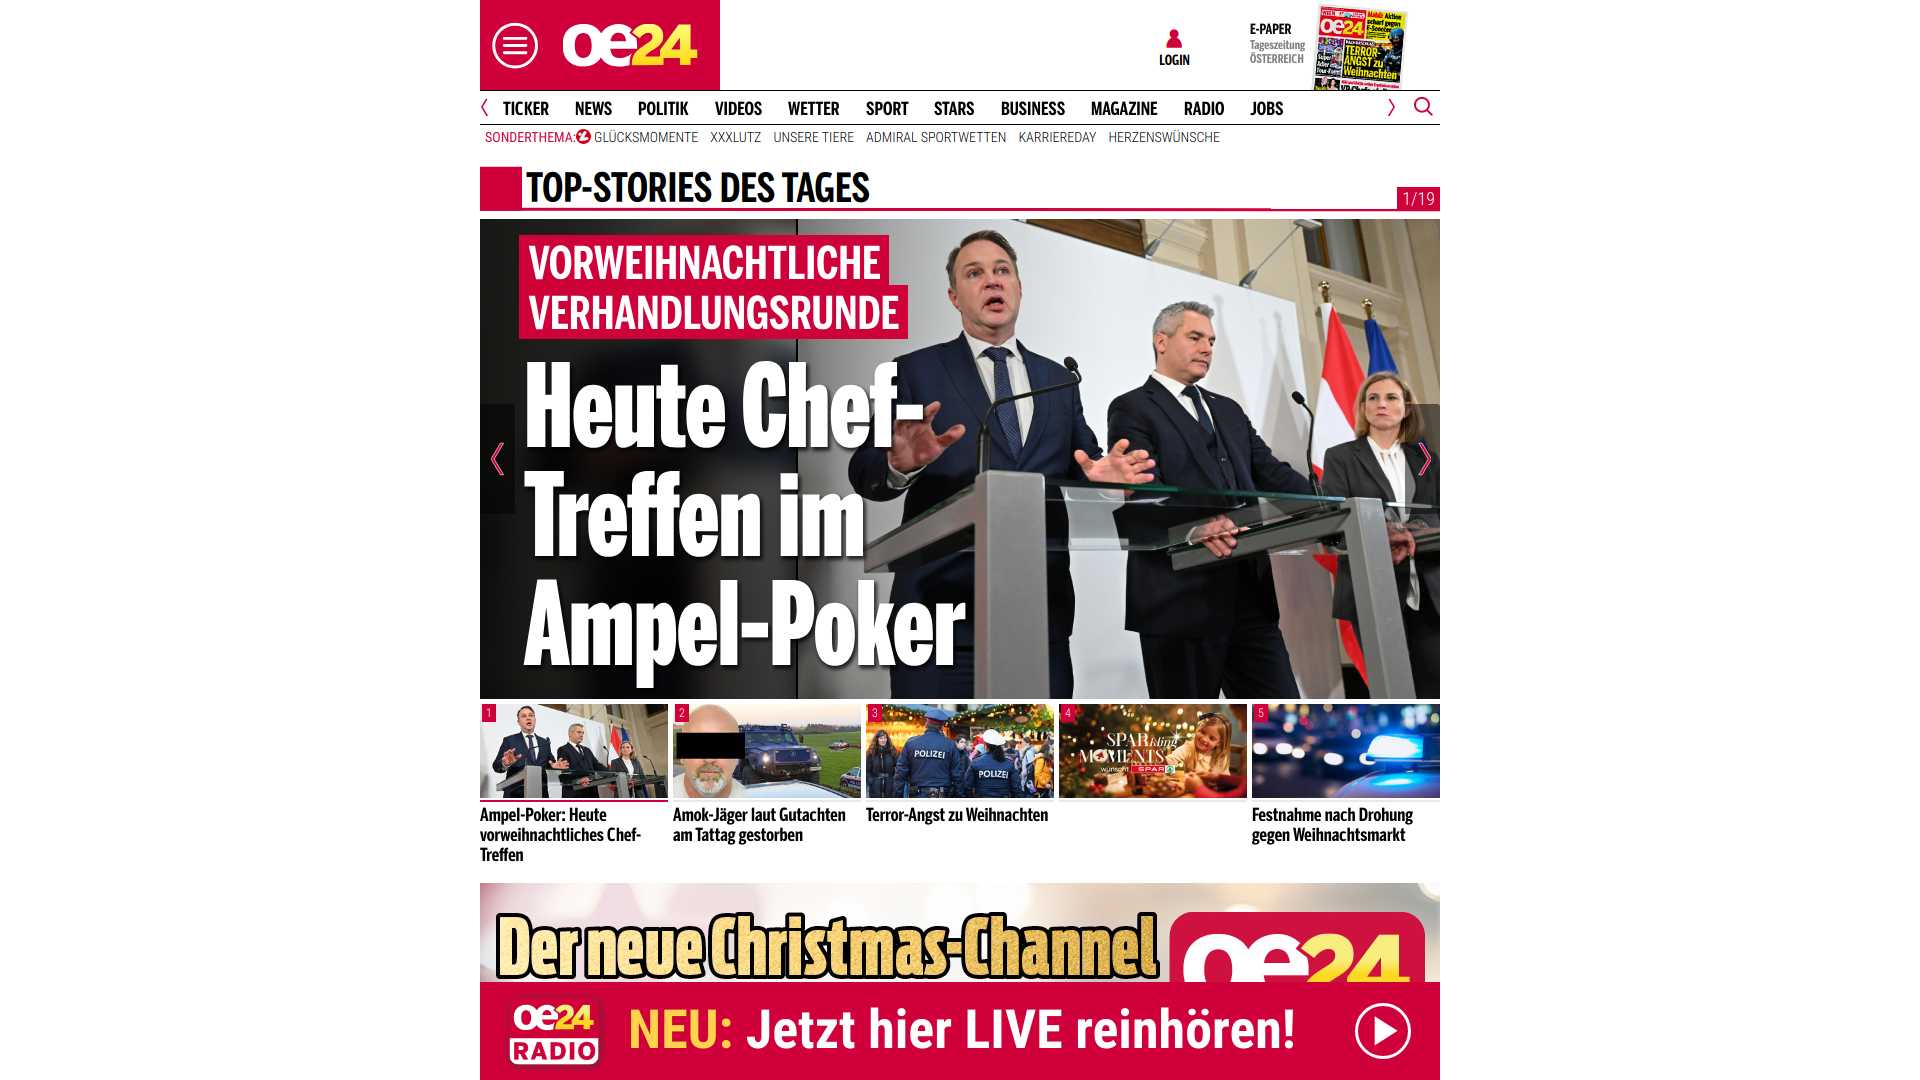 oe24
LOGIN
E-PAPER
Tageszeitung
ÖSTERREICH
oe24
TERROR-
ANGST zu
Weihnachten
TICKER NEWS POLITIK VIDEOS WETTER SPORT STARS BUSINESS MAGAZINE RADIO JOBS
SONDERTHEMA: GLÜCKSMOMENTE XXXLUTZ UNSERE TIERE ADMIRAL SPORTWETTEN KARRIEREDAY HERZENSWÜNSCHE
TOP-STORIES DES TAGES
1/19
VORWEIHNACHTLICHE
VERHANDLUNGSRUNDE
Heute Chef-
Treffen im
Ampel-Poker
1
2
3
4
5
POLIZEI
POLIZEI
SPARkling
MOMENTS
wünscht SPAR
Ampel-Poker: Heute
vorweihnachtliches Chef-
Treffen
Amok-Jäger laut Gutachten
am Tattag gestorben
Terror-Angst zu Weihnachten
Festnahme nach Drohung
gegen Weihnachtsmarkt
Der neue Christmas-Channel
oe24
oe24
RADIO
NEU: Jetzt hier LIVE reinhören!